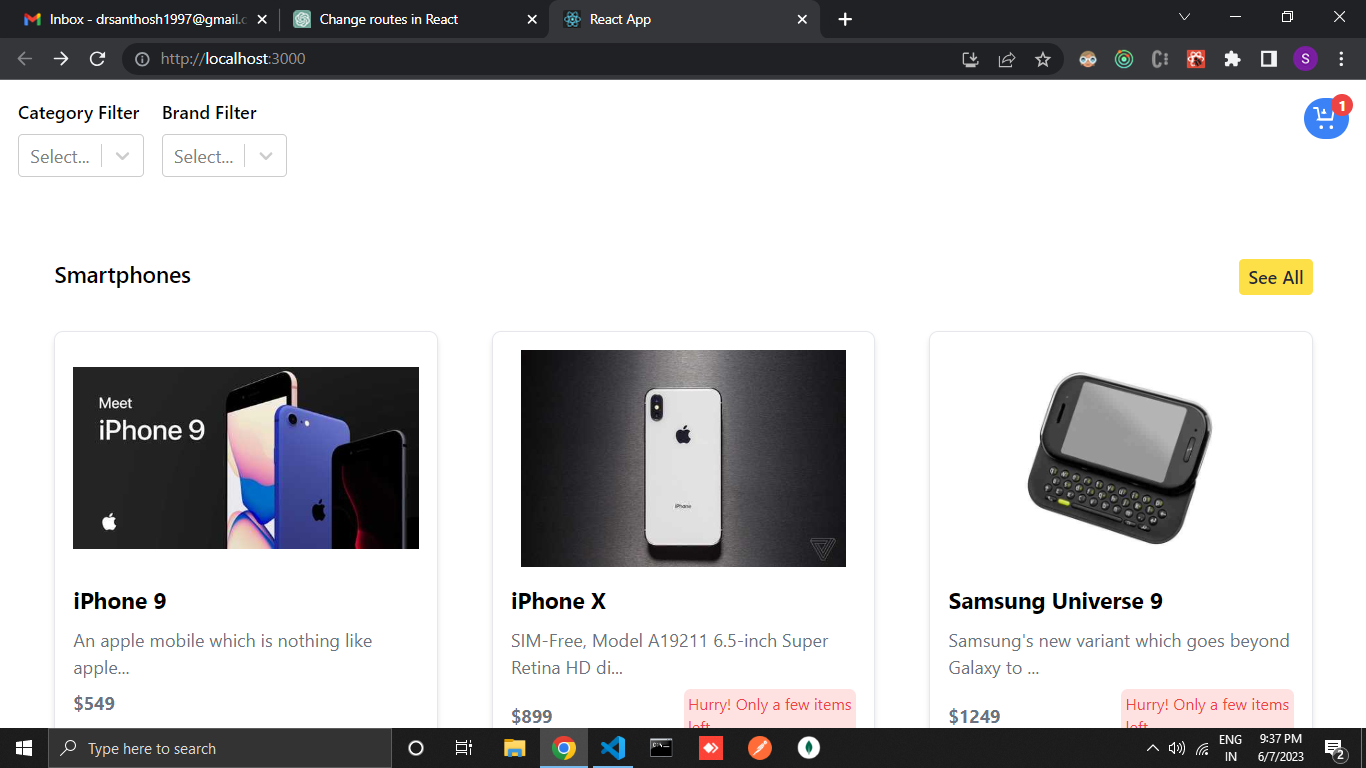 Inbox - drsanthosh1997@gmail.c
Change routes in React
React App
http://localhost:3000
S
Category Filter
Brand Filter
1
Select...
Select...
Smartphones
See All
Meet
iPhone 9
iPhone
iPhone 9
iPhone X
Samsung Universe 9
An apple mobile which is nothing like
apple...
SIM-Free, Model A19211 6.5-inch Super
Retina HD di...
Samsung's new variant which goes beyond
Galaxy to ...
$549
$899
Hurry! Only a few items
left
$1249
Hurry! Only a few items
left
Type here to search
ENG
IN
9:37 PM
6/7/2023
2